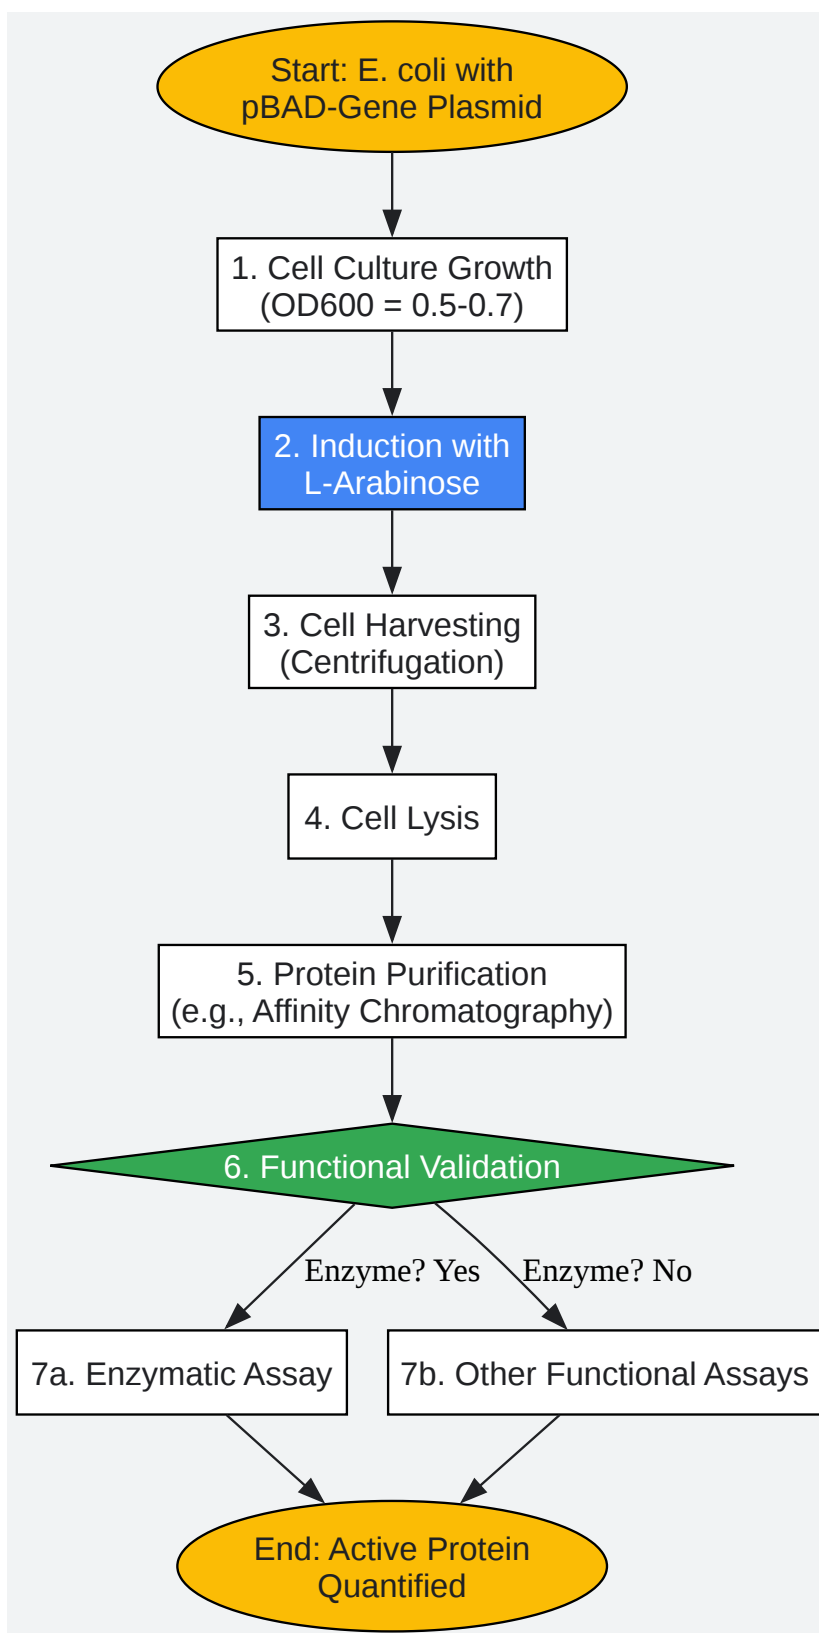 Start: E. coli with
pBAD-Gene Plasmid
1. Cell Culture Growth
(OD600 = 0.5-0.7)
2. Induction with
L-Arabinose
3. Cell Harvesting
(Centrifugation)
4. Cell Lysis
5. Protein Purification
(e.g., Affinity Chromatography)
6. Functional Validation
Enzyme? Yes
Enzyme? No
7a. Enzymatic Assay
7b. Other Functional Assays
End: Active Protein
Quantified